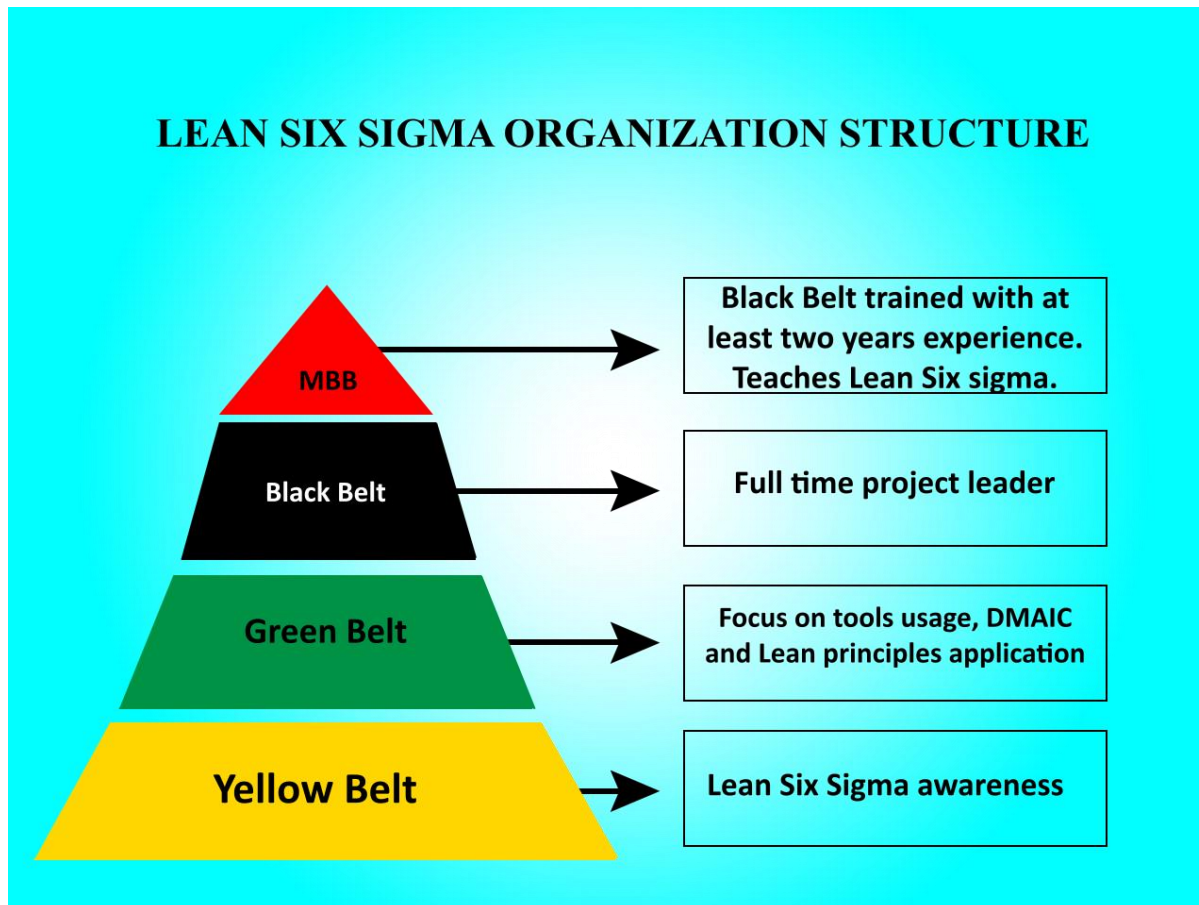 LEAN SIX SIGMA ORGANIZATION STRUCTURE
MBB
Black Belt trained with at
least two years experience.
Teaches Lean Six sigma.
Black Belt
Full time project leader
Green Belt
Focus on tools usage, DMAIC
and Lean principles application
Yellow Belt
Lean Six Sigma awareness